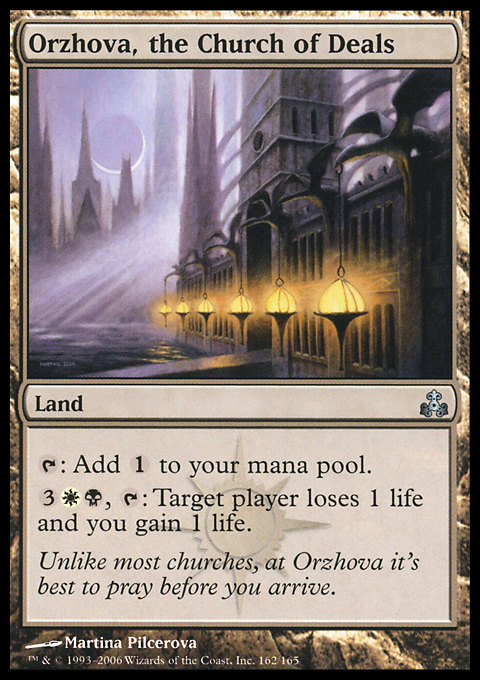 Orzhova, the Church of Deals
Land
: Add 1 to your mana pool.
3 , : Target player loses 1 life
and you gain 1 life.
Unlike most churches, at Orzhova it's
best to pray before you arrive.
Martina Pilcerova
™ & © 1993–2006 Wizards of the Coast, Inc. 162/165